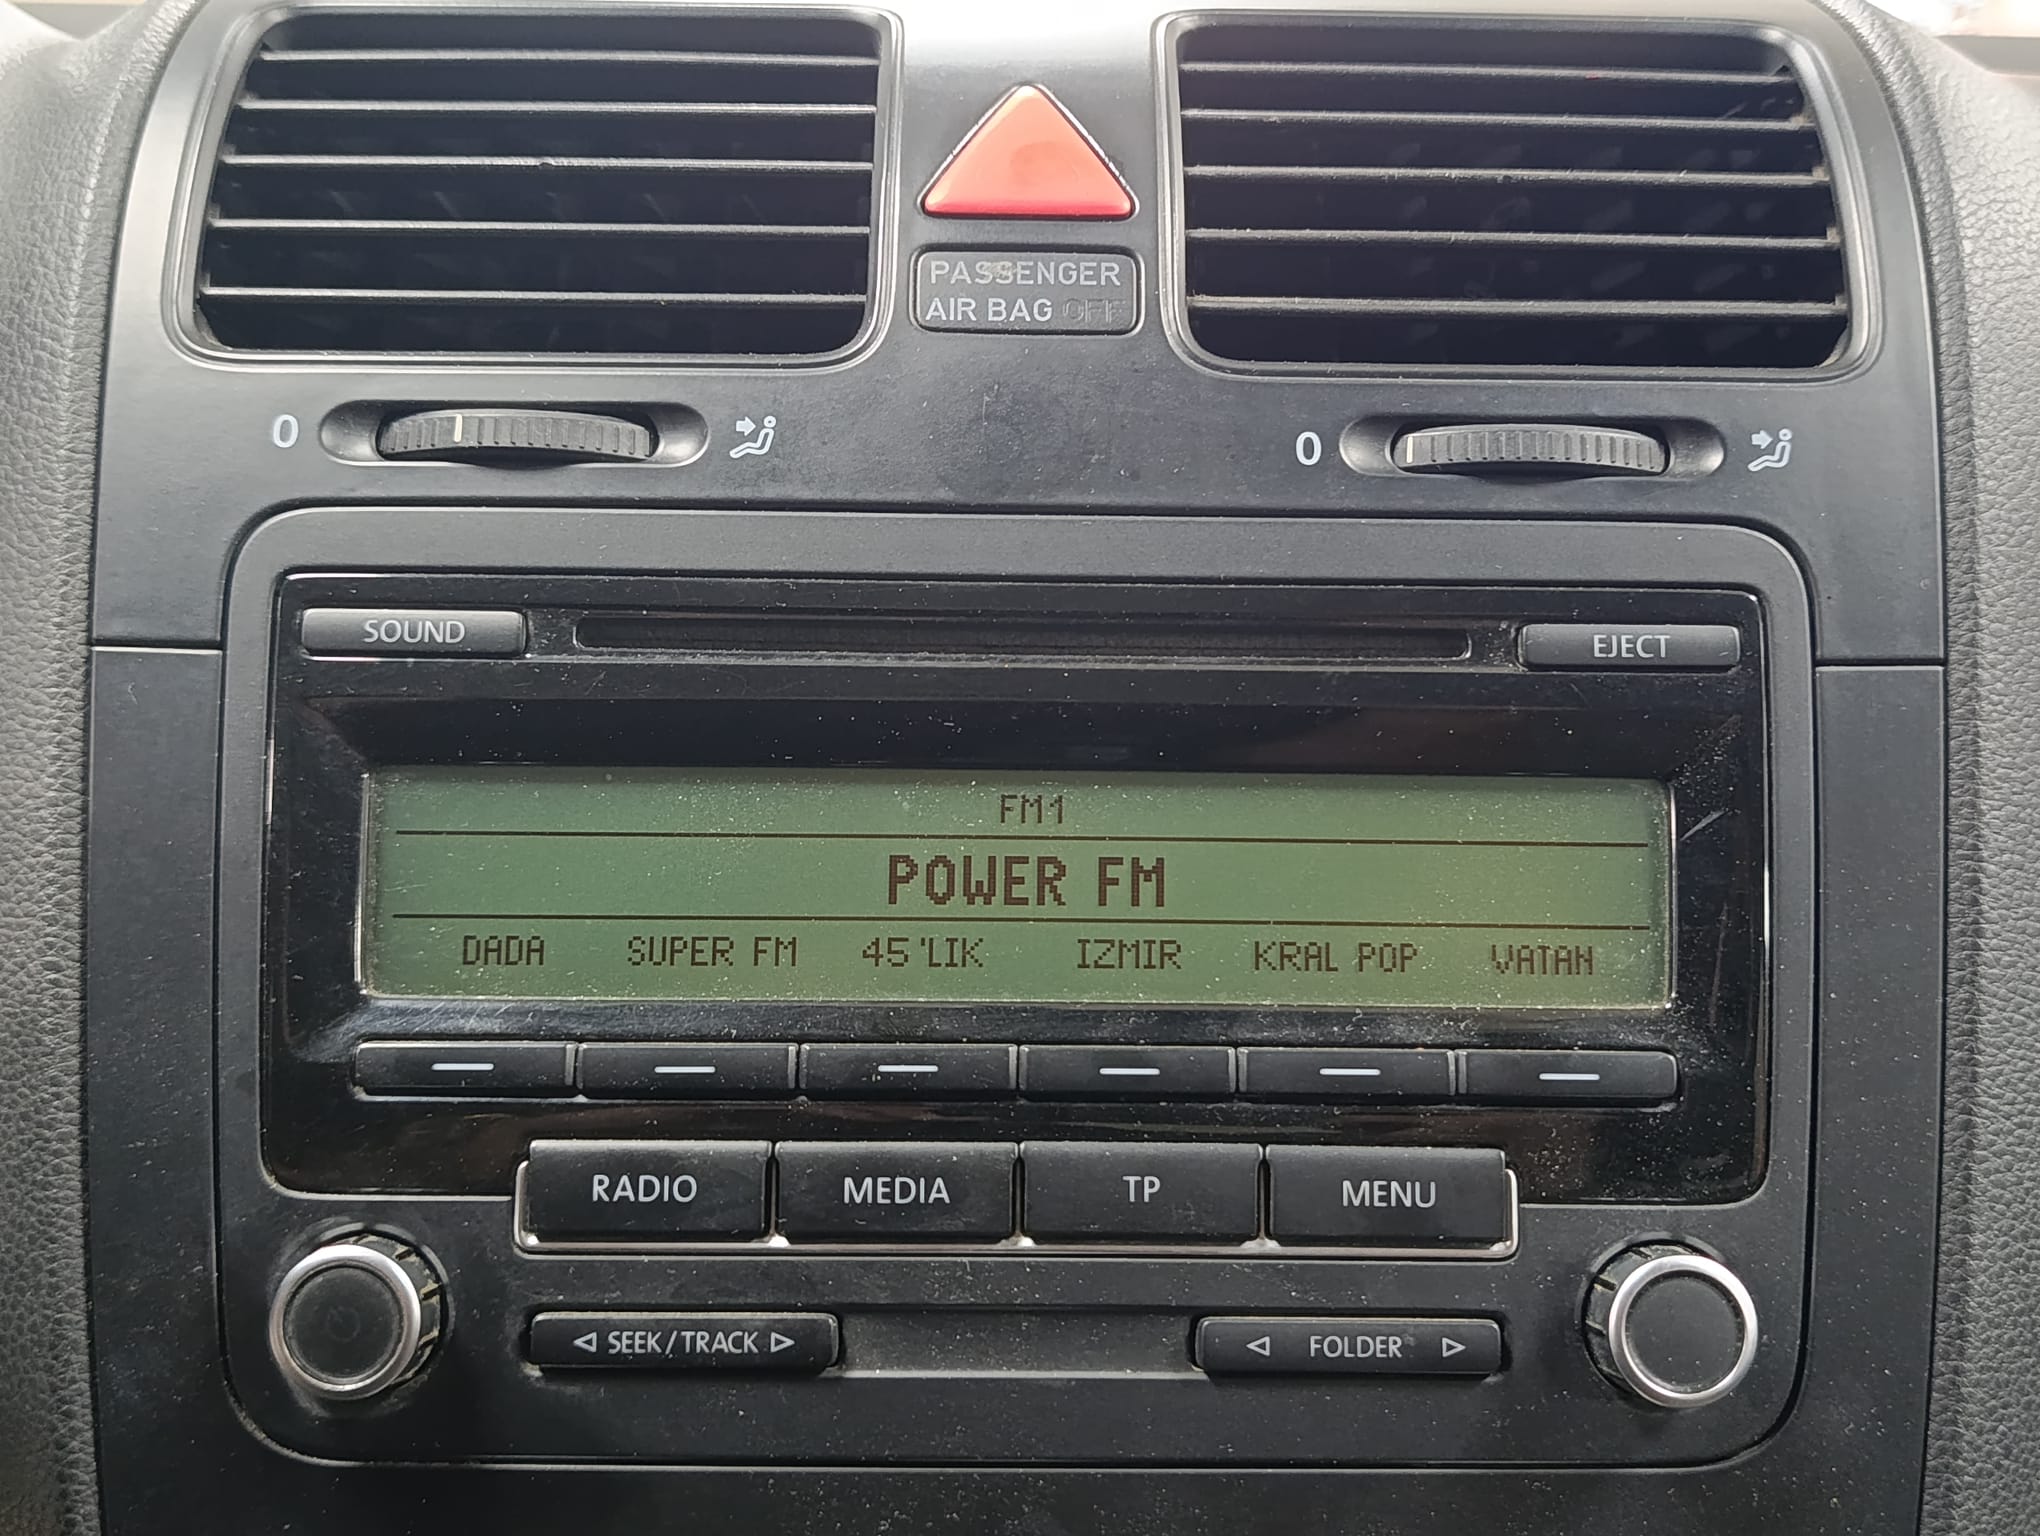 PASSENGER
AIR BAG OFF
0 0
SOUND EJECT
FM1
POWER FM
DADA SUPER FM 45'LIK IZMIR KRAL POP VATAN
RADIO MEDIA TP MENU
SEEK/TRACK FOLDER